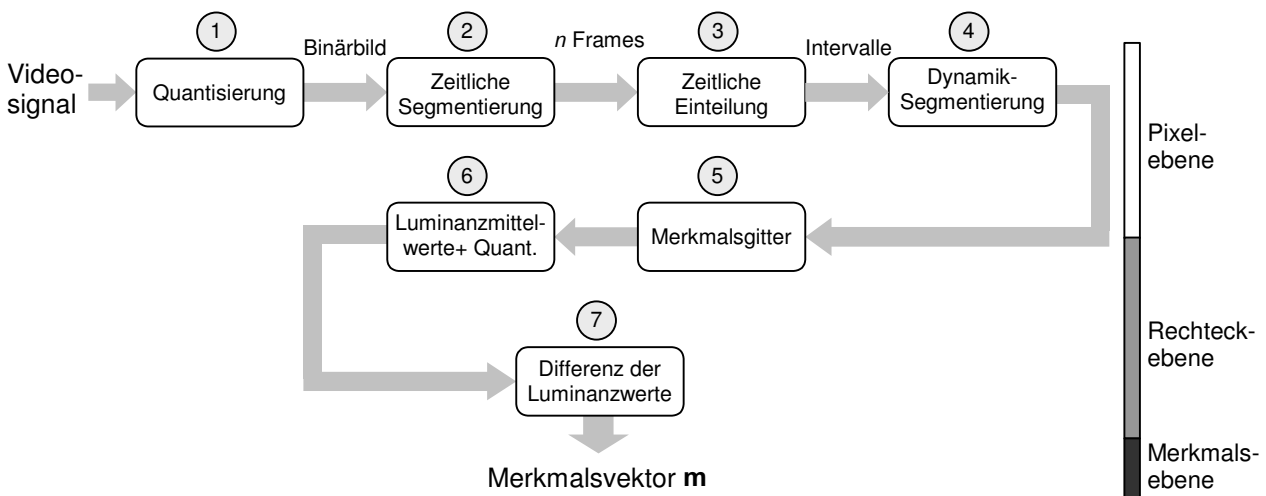 1
2
3
4
Binärbild
n Frames
Intervalle
Video-
signal
Quantisierung
Zeitliche
Segmentierung
Zeitliche
Einteilung
Dynamik-
Segmentierung
Pixel-
ebene
6
5
Luminanzmittel-
werte+ Quant.
Merkmalsgitter
7
Differenz der
Luminanzwerte
Rechteck-
ebene
Merkmalsvektor m
Merkmals-
ebene